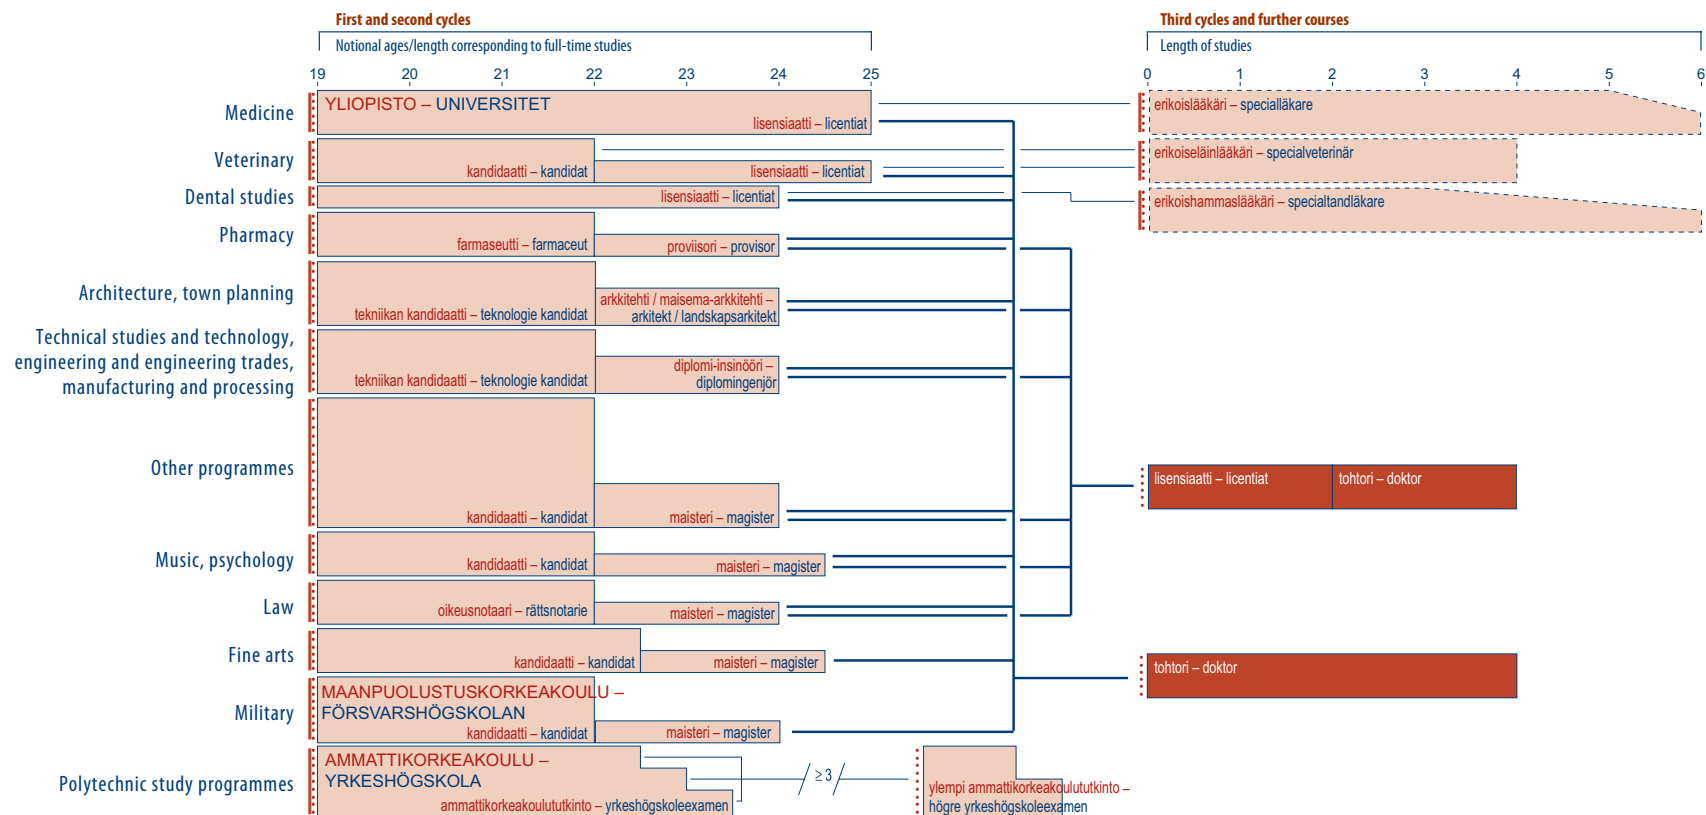 First and second cycles
Third cycles and further courses
Notional ages/length corresponding to full-time studies
Length of studies
19 20 21 22 23 24 25
0 1 2 3 4 5 6
Medicine
YLIOPISTO – UNIVERSITET
lisensiaatti – licentiat
erikoislääkäri – specialläkare
Veterinary
kandidaatti – kandidat
lisensiaatti – licentiat
erikoiseläinlääkäri – specialveterinär
Dental studies
lisensiaatti – licentiat
erikoishammaslääkäri – specialtandläkare
Pharmacy
farmaseutti – farmaceut
proviisori – provisor
Architecture, town planning
tekniikan kandidaatti – teknologie kandidat
arkkitehti / maisema-arkkitehti –
arkitekt / landskapsarkitekt
Technical studies and technology,
engineering and engineering trades,
manufacturing and processing
tekniikan kandidaatti – teknologie kandidat
diplomi-insinööri –
diplomingenjör
Other programmes
kandidaatti – kandidat
maisteri – magister
lisensiaatti – licentiat
tohtori – doktor
Music, psychology
kandidaatti – kandidat
maisteri – magister
Law
oikeusnotaari – rättsnotarie
maisteri – magister
Fine arts
kandidaatti – kandidat
maisteri – magister
tohtori – doktor
Military
MAANPUOLUSTUSKORKEAKOULU –
FÖRSVARSHÖGSKOLAN
kandidaatti – kandidat
maisteri – magister
Polytechnic study programmes
AMMATTIKORKEAKOULU –
YRKESHÖGSKOLA
ammattikorkeakoulututkinto – yrkeshögskoleexamen
≥ 3
ylempi ammattikorkeakoulututkinto –
högre yrkeshögskoleexamen